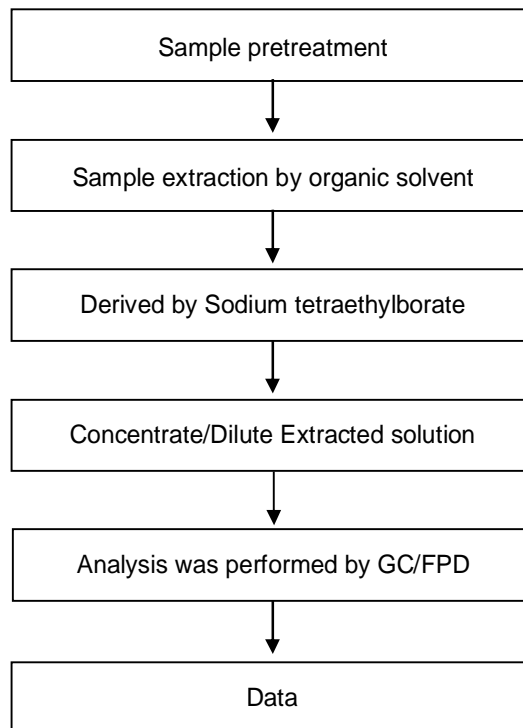 Sample pretreatment
Sample extraction by organic solvent
Derived by Sodium tetraethylborate
Concentrate/Dilute Extracted solution
Analysis was performed by GC/FPD
Data